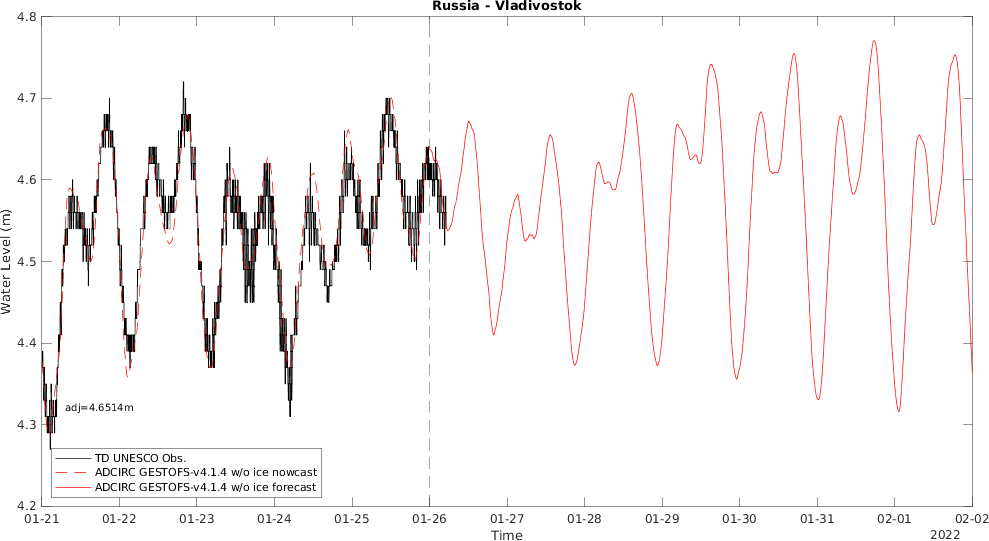 Russia - Vladivostok
4.8
4.7
4.6
4.5
4.4
4.3
4.2
Water Level (m)
adj=4.6514m
TD UNESCO Obs.
ADCIRC GESTOFS-v4.1.4 w/o ice nowcast
ADCIRC GESTOFS-v4.1.4 w/o ice forecast
01-21 01-22 01-23 01-24 01-25 01-26 01-27 01-28 01-29 01-30 01-31 02-01 02-02
Time
2022